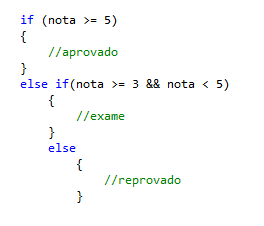 if (nota >= 5)
{
    //aprovado
}
else if(nota >= 3 && nota < 5)
    {
        //exame
    }
    else
        {
            //reprovado
        }